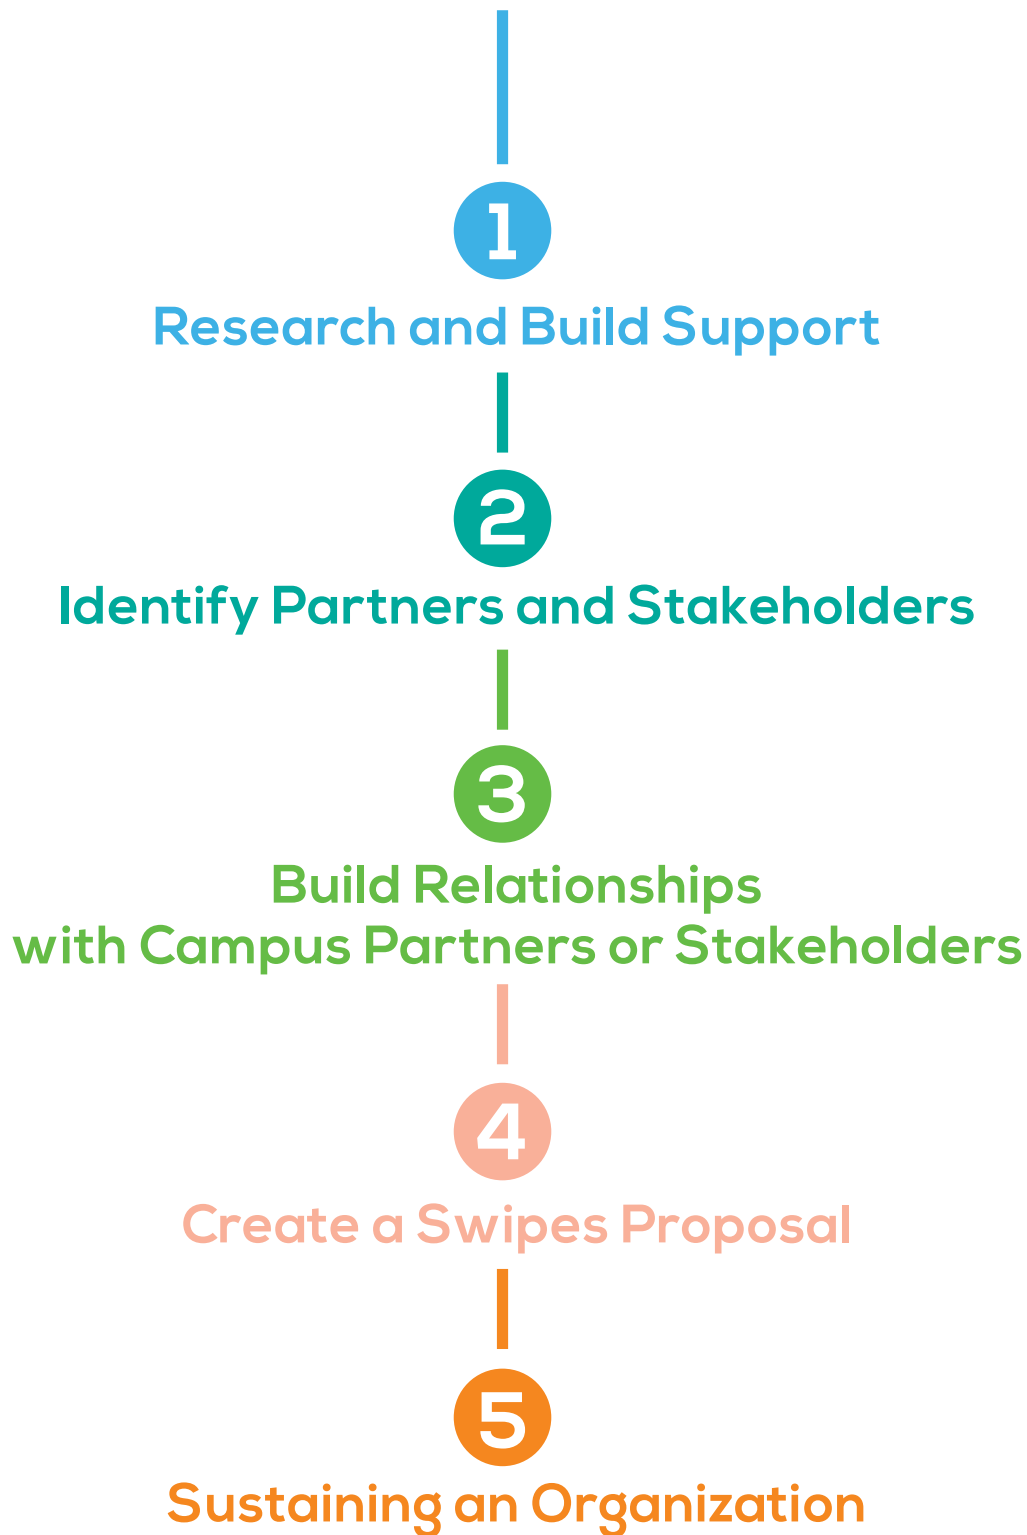 1
Research and Build Support
2
Identify Partners and Stakeholders
3
Build Relationships
with Campus Partners or Stakeholders
4
Create a Swipes Proposal
5
Sustaining an Organization